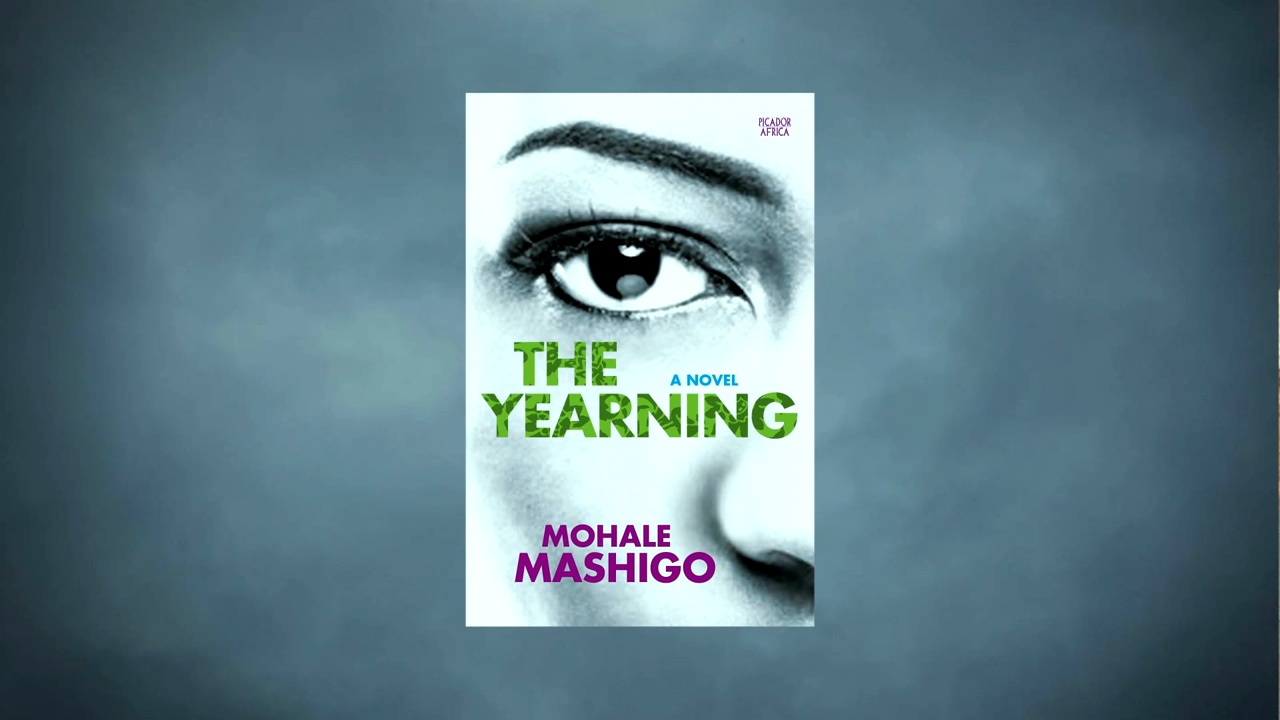 PICADOR
AFRICA
THE
A NOVEL
YEARNING
MOHALE
MASHIGO